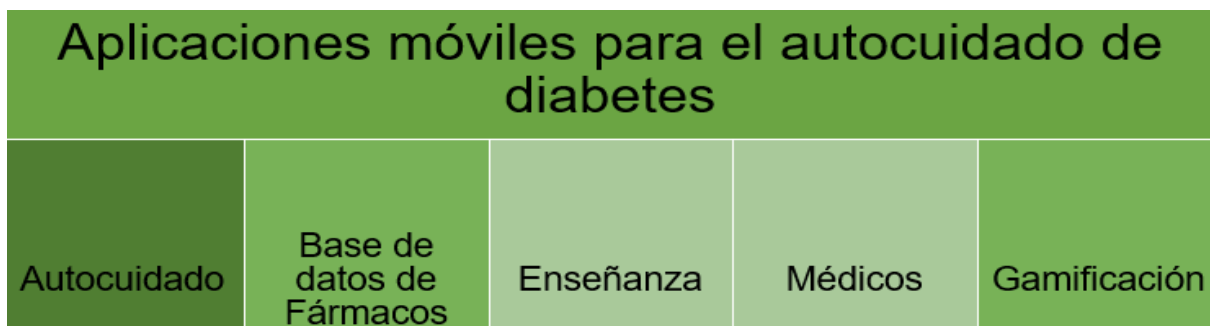 Aplicaciones móviles para el autocuidado de
diabetes
Autocuidado
Base de
datos de
Fármacos
Enseñanza
Médicos
Gamificación